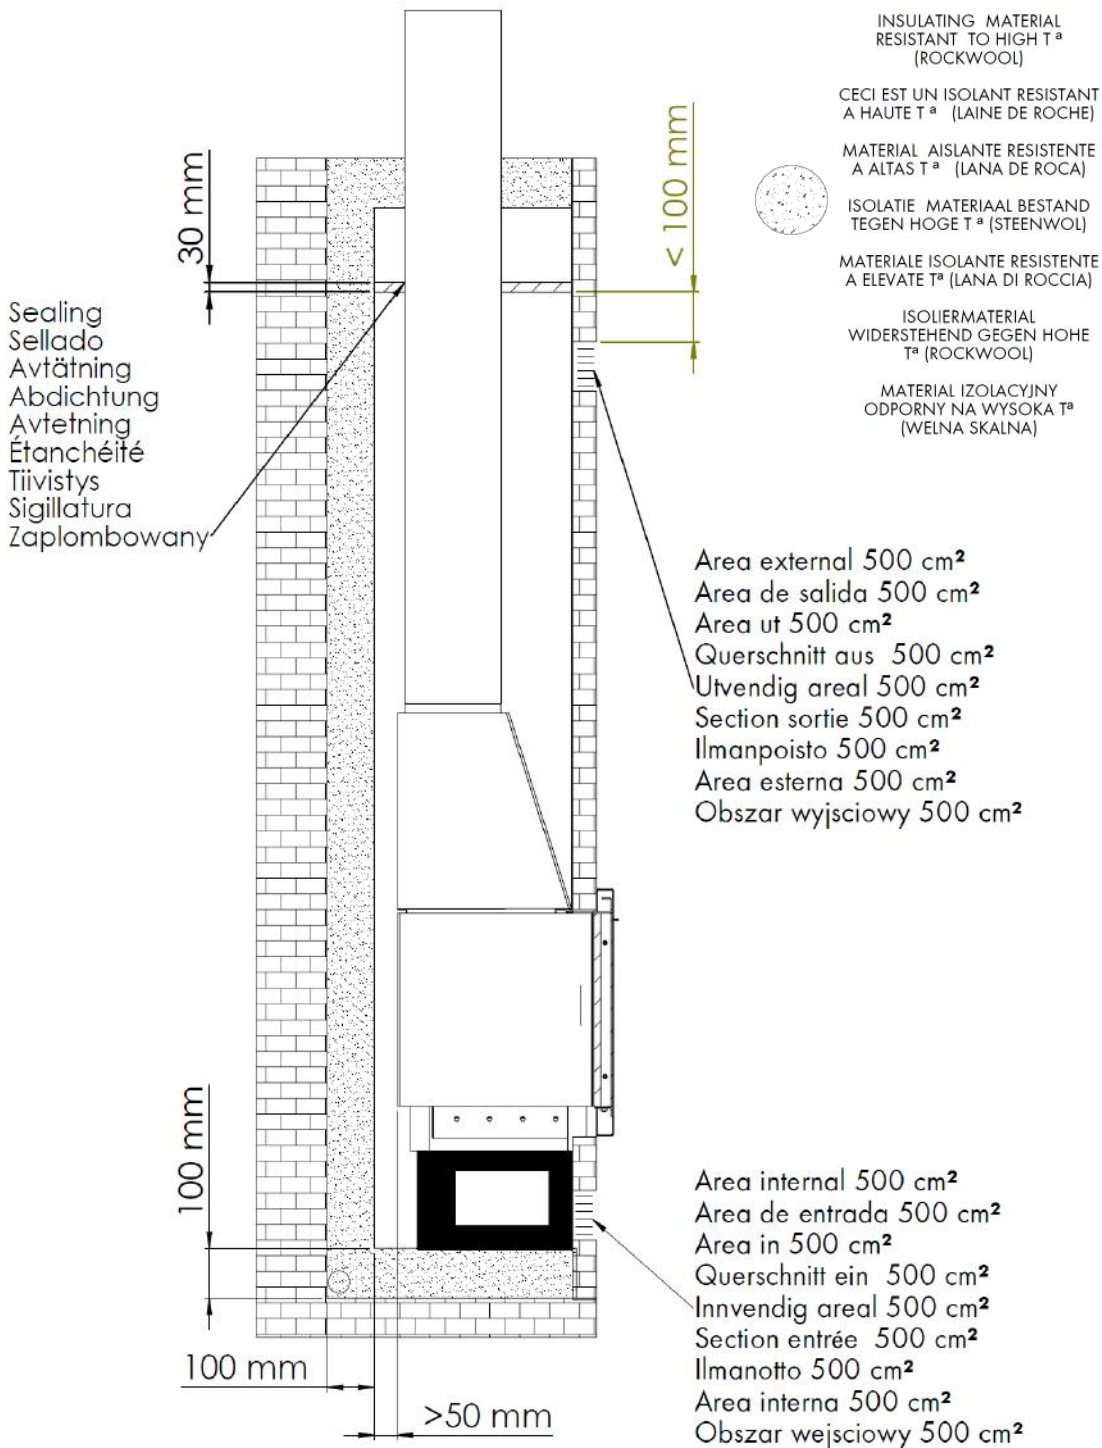 INSULATING MATERIAL
RESISTANT TO HIGH Tª
(ROCKWOOL)
CECI EST UN ISOLANT RESISTANT
A HAUTE Tª (LAINE DE ROCHE)
MATERIAL AISLANTE RESISTENTE
A ALTAS Tª (LANA DE ROCA)
ISOLATIE MATERIAAL BESTAND
TEGEN HOGE Tª (STEENWOL)
MATERIALE ISOLANTE RESISTENTE
A ELEVATE Tª (LANA DI ROCCIA)
ISOLIERMATERIAL
WIDERSTEHEND GEGEN HOHE
Tª (ROCKWOOL)
MATERIAL IZOLACYJNY
ODPORNY NA WYSOKA Tª
(WELNA SKALNA)
30 mm
< 100 mm
Sealing
Sellado
Avtätning
Abdichtung
Avtetning
Étanchéité
Tiivistys
Sigillatura
Zaplombowany
Area external 500 cm²
Area de salida 500 cm²
Area ut 500 cm²
Querschnitt aus 500 cm²
Utvendig areal 500 cm²
Section sortie 500 cm²
Ilmanpoisto 500 cm²
Area esterna 500 cm²
Obszar wyjsciowy 500 cm²
100 mm
Area internal 500 cm²
Area de entrada 500 cm²
Area in 500 cm²
Querschnitt ein 500 cm²
Innvendig areal 500 cm²
Section entrée 500 cm²
Ilmanotto 500 cm²
Area interna 500 cm²
Obszar wejsciowy 500 cm²
100 mm
>50 mm